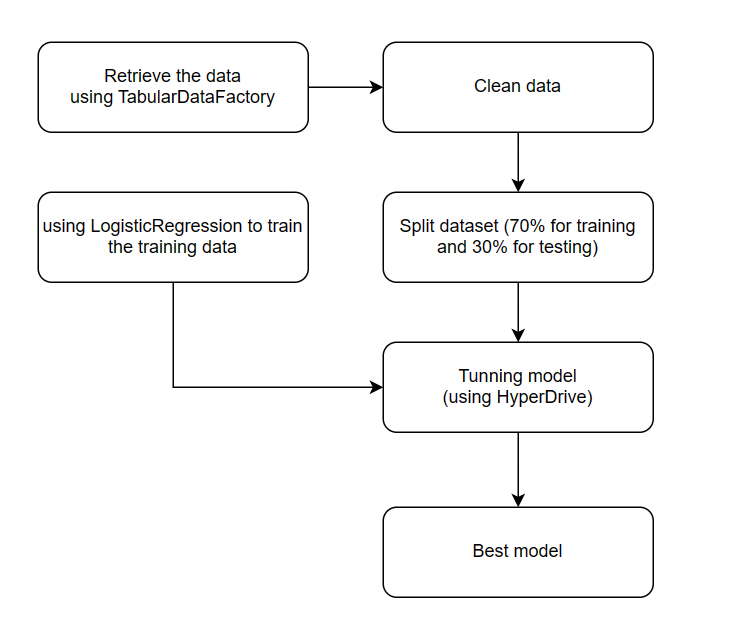 Retrieve the data
using TabularDataFactory
Clean data
using LogisticRegression to train
the training data
Split dataset (70% for training
and 30% for testing)
Tunning model
(using HyperDrive)
Best model